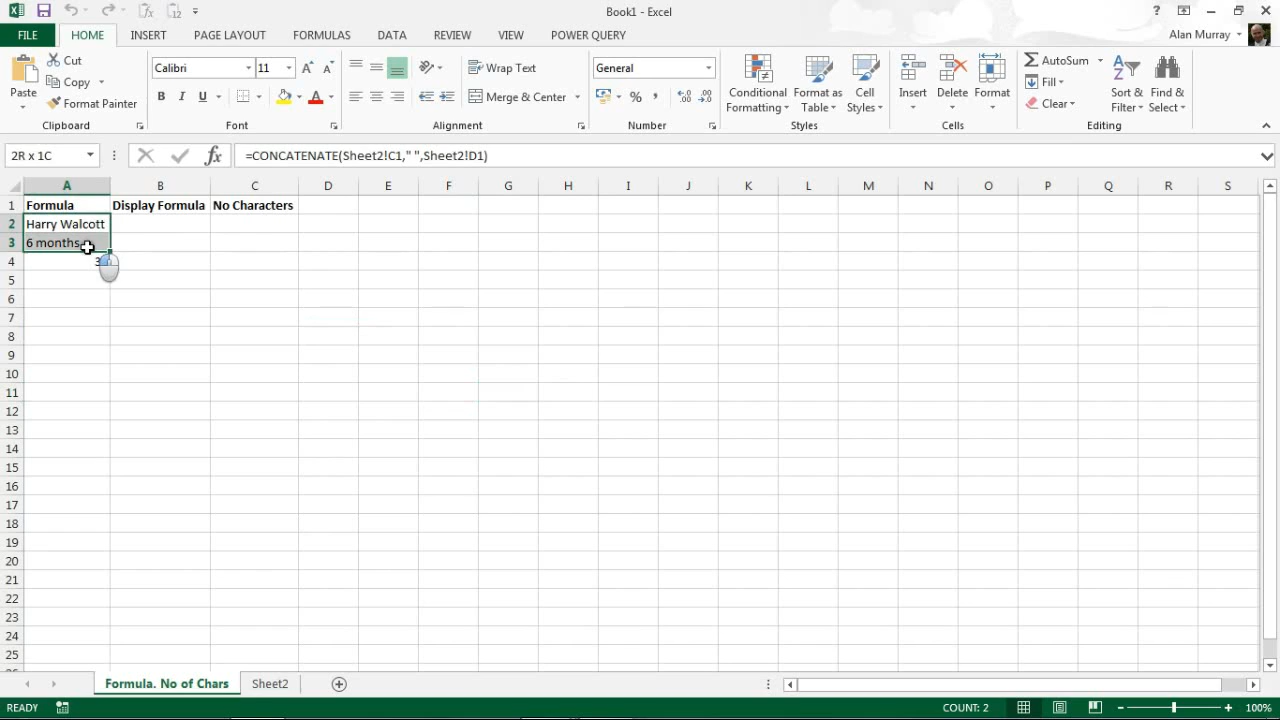 Book1 - Excel
FILE HOME INSERT PAGE LAYOUT FORMULAS DATA REVIEW VIEW POWER QUERY Alan Murray
Cut
Copy
Format Painter
Paste
Clipboard
Calibri 11
B I U
Font
Wrap Text
Merge & Center
Alignment
General
Number
Conditional Formatting
Format as Table
Cell Styles
Styles
Insert Delete Format
Cells
AutoSum
Fill
Clear
Sort & Filter
Find & Select
Editing
2R x 1C fx =CONCATENATE(Sheet2!C1," ",Sheet2!D1)
A B C D E F G H I J K L M N O P Q R S
1 Formula Display Formula No Characters
2 Harry Walcott
3 6 months
4 3
5
6
7
8
9
10
11
12
13
14
15
16
17
18
19
20
21
22
23
24
25
Formula. No of Chars Sheet2
READY COUNT: 2 100%